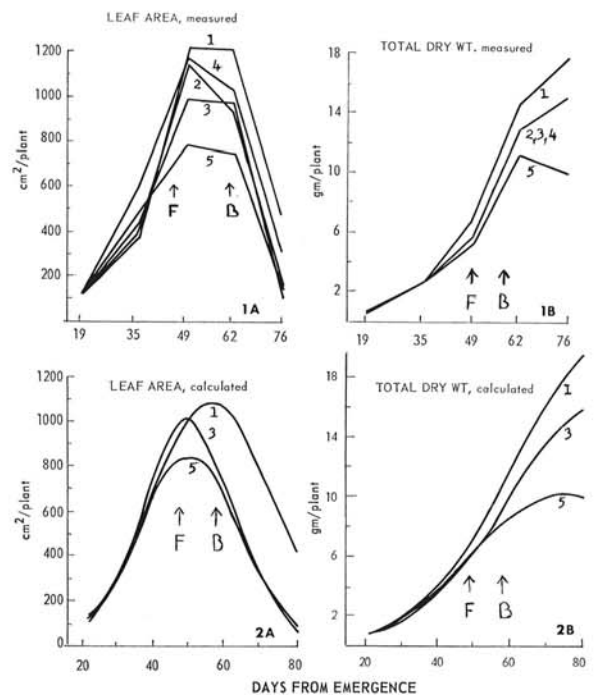 LEAF AREA, measured
1200
1000
800
600
400
200
cm²/plant
1
4
2
3
5
F
B
1A
19
35
49
62
76
TOTAL DRY WT. measured
18
14
10
6
2
gm/plant
1
2,3,4
5
F
B
1B
19
35
49
62
76
LEAF AREA, calculated
1200
1000
800
600
400
200
0
cm²/plant
1
3
5
F
B
2A
20
40
60
80
TOTAL DRY WT, calculated
18
14
10
6
2
gm/plant
1
3
5
F
B
2B
20
40
60
80
DAYS FROM EMERGENCE